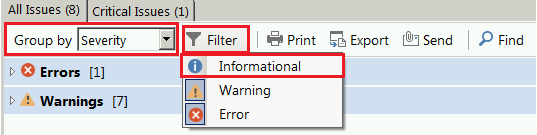 All Issues (8) Critical Issues (1)
Group by Severity Filter Print Export Send Find
Informational
Errors [1]
Warning
Warnings [7]
Error